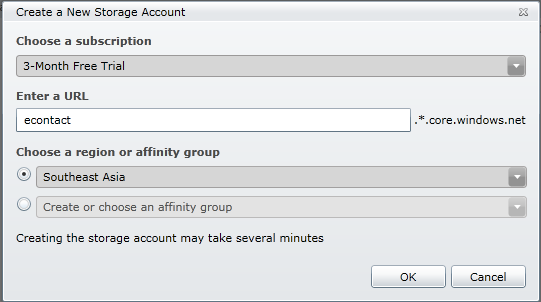 Create a New Storage Account
Choose a subscription
3-Month Free Trial
Enter a URL
econtact .*.core.windows.net
Choose a region or affinity group
Southeast Asia
Create or choose an affinity group
Creating the storage account may take several minutes
OK Cancel